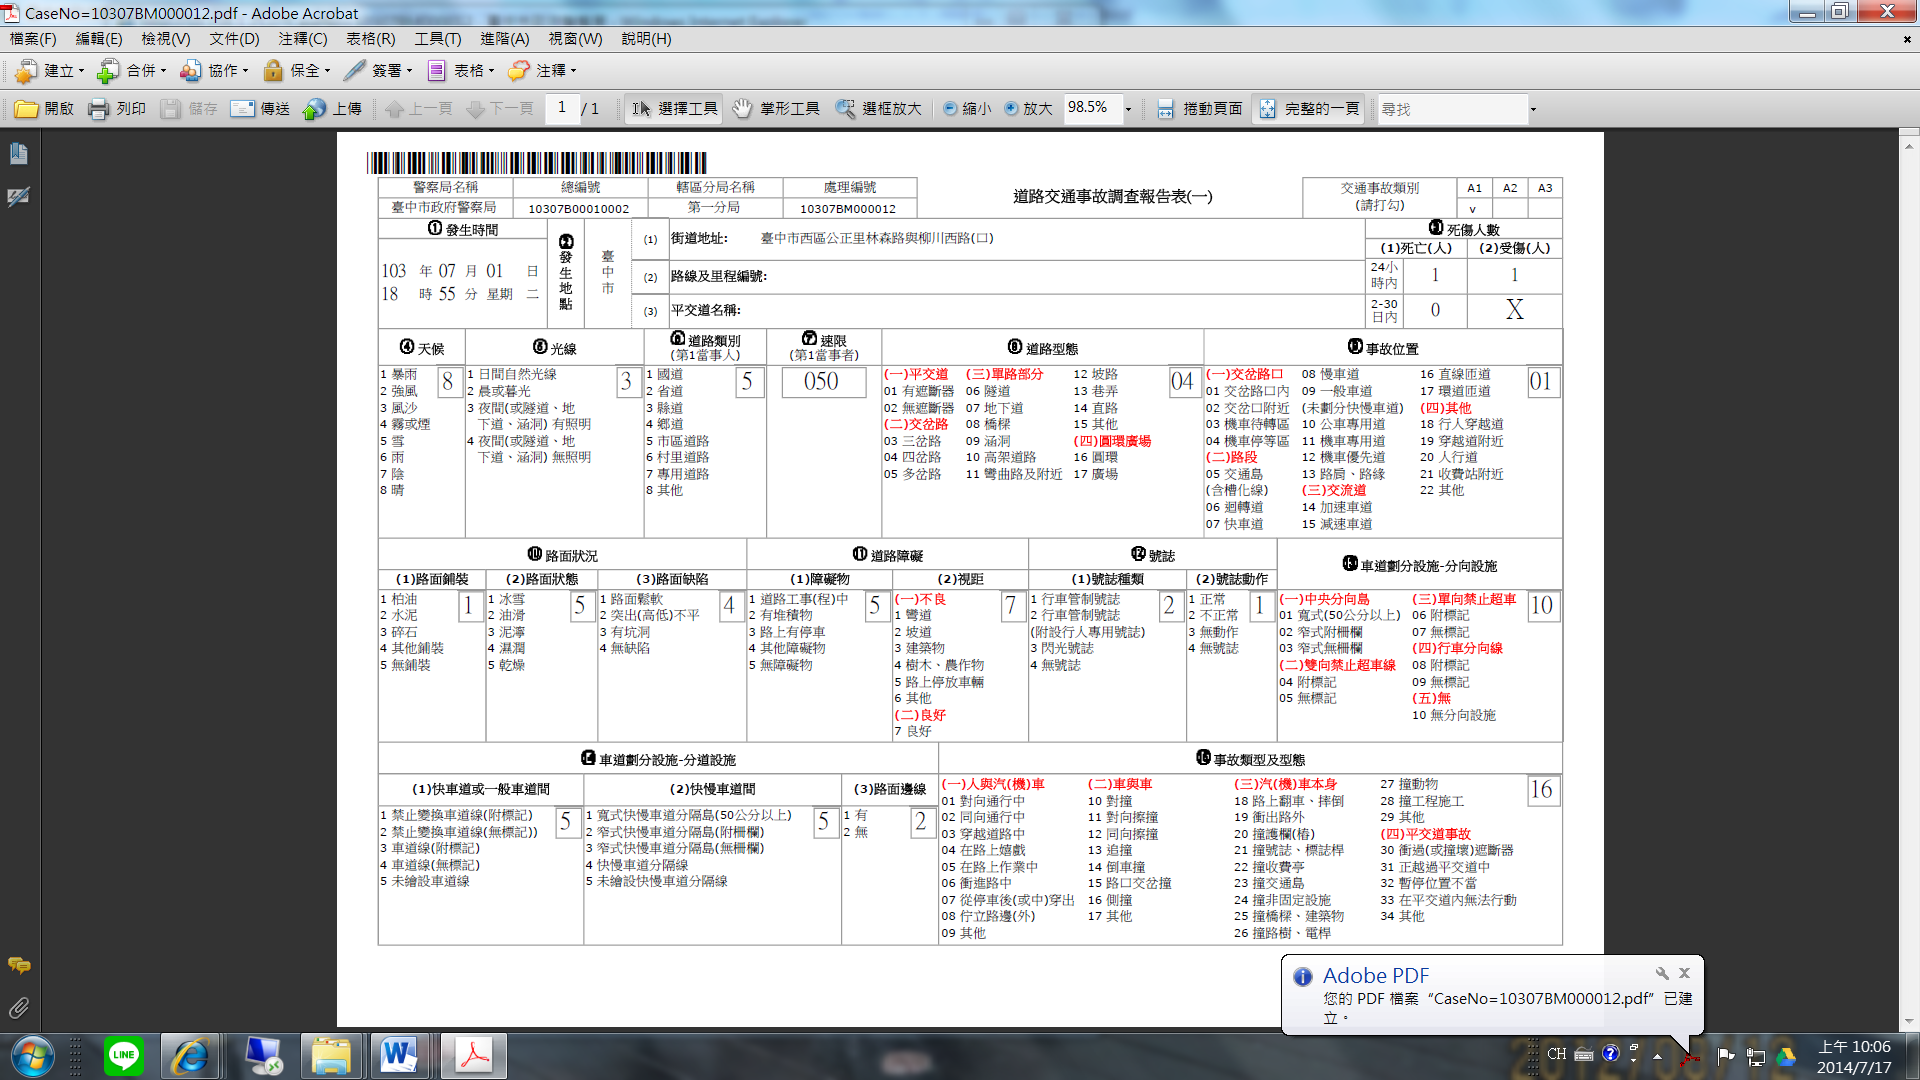 CaseNo=10307BM000012.pdf - Adobe Acrobat
檔案(F) 編輯(E) 檢視(V) 文件(D) 注釋(C) 表格(R) 工具(T) 進階(A) 視窗(W) 說明(H)
建立 合併 協作 保全 簽署 表格 注釋
開啟 列印 儲存 傳送 上傳 上一頁 下一頁 1 / 1 選擇工具 掌形工具 選框放大 縮小 放大 98.5% 捲動頁面 完整的一頁 尋找
警察局名稱 總編號 轄區分局名稱 處理編號
臺中市政府警察局 10307B00010002 第一分局 10307BM000012
道路交通事故調查報告表(一)
交通事故類別 A1 A2 A3
(請打勾) v
① 發生時間
103 年 07 月 01 日
18 時 55 分 星期 二
發生地點
臺中市
(1) 街道地址: 臺中市西區公正里林森路與柳川西路(口)
(2) 路線及里程編號:
(3) 平交道名稱:
死傷人數
(1)死亡(人) (2)受傷(人)
24小時內 1 1
2-30日內 0 X
④ 天候
8
1 暴雨
2 強風
3 風沙
4 霧或煙
5 雪
6 雨
7 陰
8 晴
光線
3
1 日間自然光線
2 晨或暮光
3 夜間(或隧道、地
下道、涵洞) 有照明
4 夜間(或隧道、地
下道、涵洞) 無照明
道路類別
(第1當事人)
5
1 國道
2 省道
3 縣道
4 鄉道
5 市區道路
6 村里道路
7 專用道路
8 其他
⑦ 速限
(第1當事者)
050
道路型態
04
(一)平交道
01 有遮斷器
02 無遮斷器
(二)交岔路
03 三岔路
04 四岔路
05 多岔路
(三)單路部分
06 隧道
07 地下道
08 橋樑
09 涵洞
10 高架道路
11 彎曲路及附近
12 坡路
13 巷弄
14 直路
15 其他
(四)圓環廣場
16 圓環
17 廣場
事故位置
01
(一)交岔路口
01 交岔路口內
02 交岔口附近
03 機車待轉區
04 機車停等區
(二)路段
05 交通島
(含槽化線)
06 迴轉道
07 快車道
08 慢車道
09 一般車道
(未劃分快慢車道)
10 公車專用道
11 機車專用道
12 機車優先道
13 路肩、路緣
(三)交流道
14 加速車道
15 減速車道
16 直線匝道
17 環道匝道
(四)其他
18 行人穿越道
19 穿越道附近
20 人行道
21 收費站附近
22 其他
路面狀況
(1)路面鋪裝
1
1 柏油
2 水泥
3 碎石
4 其他鋪裝
5 無鋪裝
(2)路面狀態
5
1 冰雪
2 油滑
3 泥濘
4 濕潤
5 乾燥
(3)路面缺陷
4
1 路面鬆軟
2 突出(高低)不平
3 有坑洞
4 無缺陷
⑪ 道路障礙
(1)障礙物
5
1 道路工事(程)中
2 有堆積物
3 路上有停車
4 其他障礙物
5 無障礙物
(2)視距
7
(一)不良
1 彎道
2 坡道
3 建築物
4 樹木、農作物
5 路上停放車輛
6 其他
(二)良好
7 良好
⑫ 號誌
(1)號誌種類
2
1 行車管制號誌
2 行車管制號誌
(附設行人專用號誌)
3 閃光號誌
4 無號誌
(2)號誌動作
1
1 正常
2 不正常
3 無動作
4 無號誌
車道劃分設施-分向設施
10
(一)中央分向島
01 寬式(50公分以上)
02 窄式附柵欄
03 窄式無柵欄
(二)雙向禁止超車線
04 附標記
05 無標記
(三)單向禁止超車
06 附標記
07 無標記
(四)行車分向線
08 附標記
09 無標記
(五)無
10 無分向設施
車道劃分設施-分道設施
(1)快車道或一般車道間
5
1 禁止變換車道線(附標記)
2 禁止變換車道線(無標記))
3 車道線(附標記)
4 車道線(無標記)
5 未繪設車道線
(2)快慢車道間
5
1 寬式快慢車道分隔島(50公分以上)
2 窄式快慢車道分隔島(附柵欄)
3 窄式快慢車道分隔島(無柵欄)
4 快慢車道分隔線
5 未繪設快慢車道分隔線
(3)路面邊線
2
1 有
2 無
事故類型及型態
16
(一)人與汽(機)車
01 對向通行中
02 同向通行中
03 穿越道路中
04 在路上嬉戲
05 在路上作業中
06 衝進路中
07 從停車後(或中)穿出
08 佇立路邊(外)
09 其他
(二)車與車
10 對撞
11 對向擦撞
12 同向擦撞
13 追撞
14 倒車撞
15 路口交岔撞
16 側撞
17 其他
(三)汽(機)車本身
18 路上翻車、摔倒
19 衝出路外
20 撞護欄(樁)
21 撞號誌、標誌桿
22 撞收費亭
23 撞交通島
24 撞非固定設施
25 撞橋樑、建築物
26 撞路樹、電桿
27 撞動物
28 撞工程施工
29 其他
(四)平交道事故
30 衝過(或撞壞)遮斷器
31 正越過平交道中
32 暫停位置不當
33 在平交道內無法行動
34 其他
Adobe PDF
您的 PDF 檔案 “CaseNo=10307BM000012.pdf” 已建
立。
LINE
CH
上午 10:06
2014/7/17